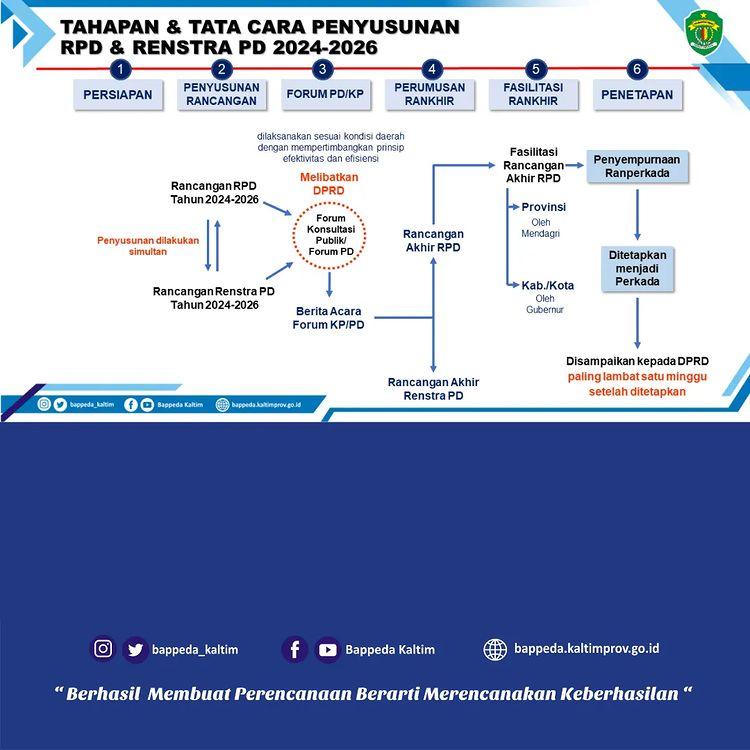 TAHAPAN & TATA CARA PENYUSUNAN
RPD & RENSTRA PD 2024-2026
1
2
3
4
5
6
PERSIAPAN
PENYUSUNAN
RANCANGAN
FORUM PD/KP
PERUMUSAN
RANKHIR
FASILITASI
RANKHIR
PENETAPAN
dilaksanakan sesuai kondisi daerah
dengan mempertimbangkan prinsip
efektivitas dan efisiensi
Melibatkan
DPRD
Rancangan RPD
Tahun 2024-2026
Penyusunan dilakukan
simultan
Rancangan Renstra PD
Tahun 2024-2026
Forum
Konsultasi
Publik/
Forum PD
Berita Acara
Forum KP/PD
Rancangan
Akhir RPD
Rancangan Akhir
Renstra PD
Fasilitasi
Rancangan
Akhir RPD
Provinsi
Oleh
Mendagri
Kab./Kota
Oleh
Gubernur
Penyempurnaan
Ranperkada
Ditetapkan
menjadi
Perkada
Disampaikan kepada DPRD
paling lambat satu minggu
setelah ditetapkan
bappeda_kaltim
Bappeda Kaltim
bappeda.kaltimprov.go.id
bappeda_kaltim
Bappeda Kaltim
bappeda.kaltimprov.go.id
“ Berhasil Membuat Perencanaan Berarti Merencanakan Keberhasilan “